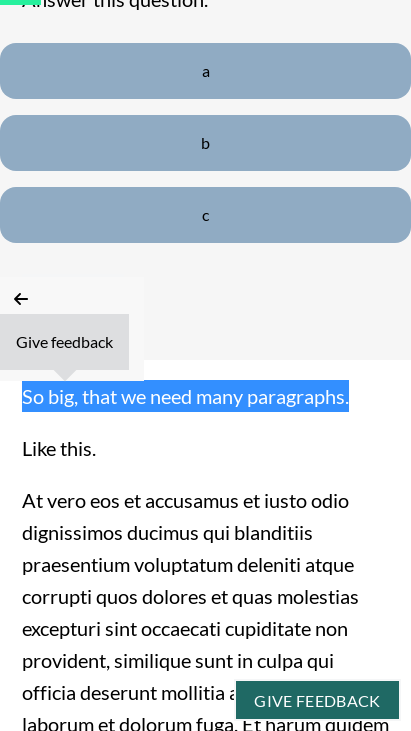 Answer this question.
a
b
c
Give feedback
So big, that we need many paragraphs.
Like this.
At vero eos et accusamus et iusto odio
dignissimos ducimus qui blanditiis
praesentium voluptatum deleniti atque
corrupti quos dolores et quas molestias
excepturi sint occaecati cupiditate non
provident, similique sunt in culpa qui
officia deserunt mollitia
GIVE FEEDBACK
laborum et dolorum fuga. Et harum quidem